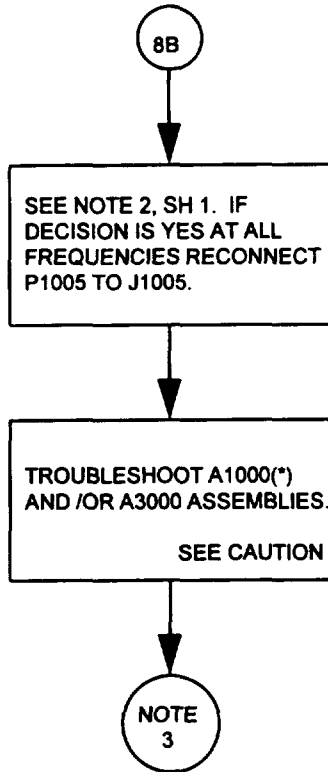 8B
SEE NOTE 2, SH 1. IF
DECISION IS YES AT ALL
FREQUENCIES RECONNECT
P1005 TO J1005.
TROUBLESHOOT A1000(*)
AND /OR A3000 ASSEMBLIES.
SEE CAUTION
NOTE
3